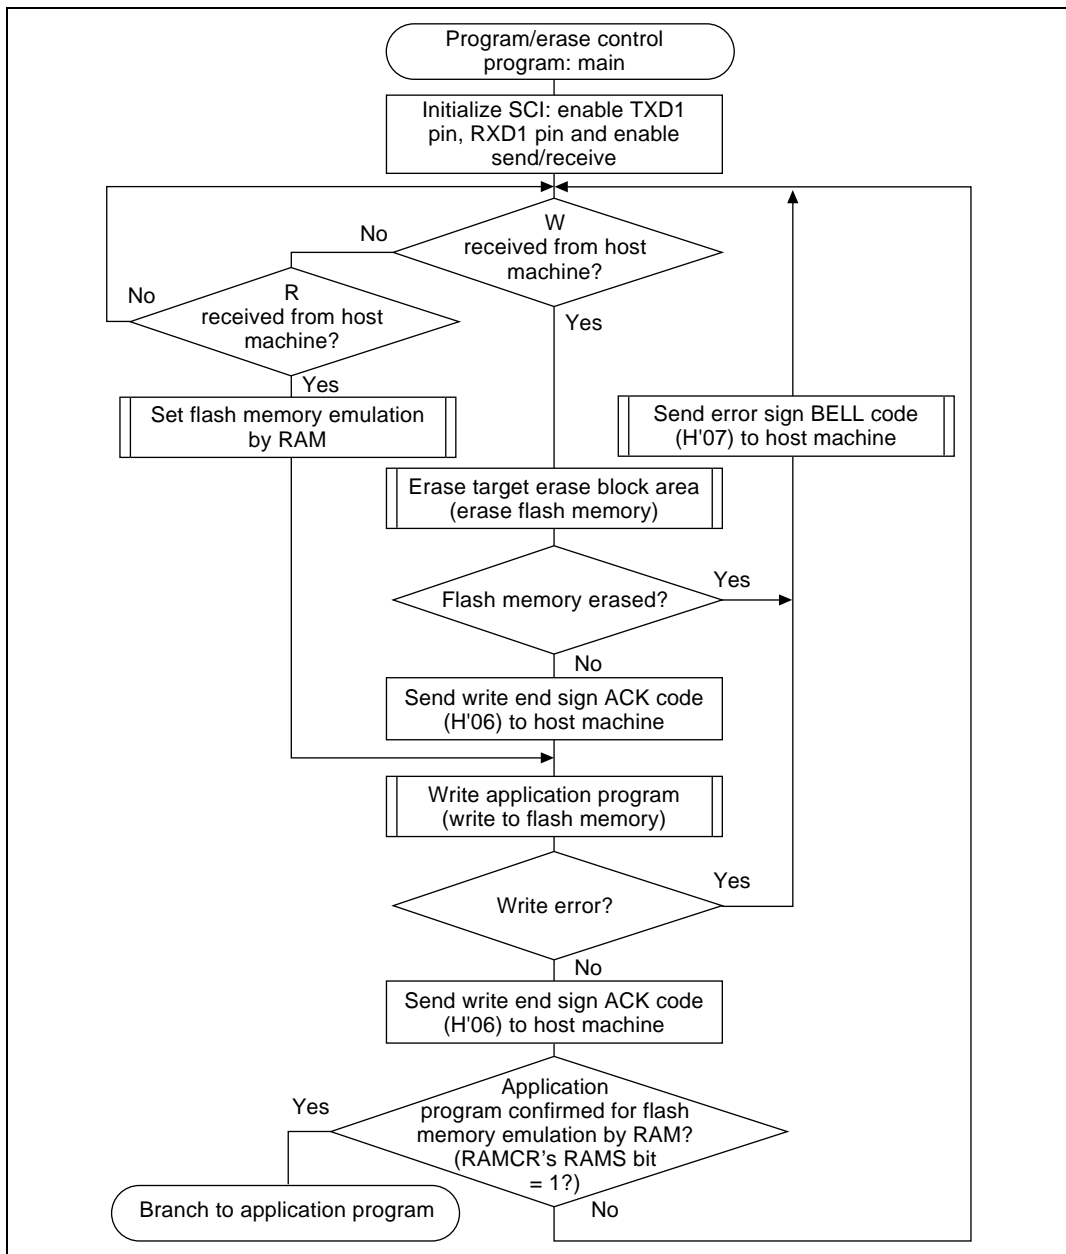 Program/erase control
program: main
Initialize SCI: enable TXD1
pin, RXD1 pin and enable
send/receive
W
received from host
machine?
No
Yes
R
received from host
machine?
No
Yes
Set flash memory emulation
by RAM
Send error sign BELL code
(H'07) to host machine
Erase target erase block area
(erase flash memory)
Flash memory erased?
Yes
No
Send write end sign ACK code
(H'06) to host machine
Write application program
(write to flash memory)
Write error?
Yes
No
Send write end sign ACK code
(H'06) to host machine
Application
program confirmed for flash
memory emulation by RAM?
(RAMCR's RAMS bit
= 1?)
Yes
No
Branch to application program